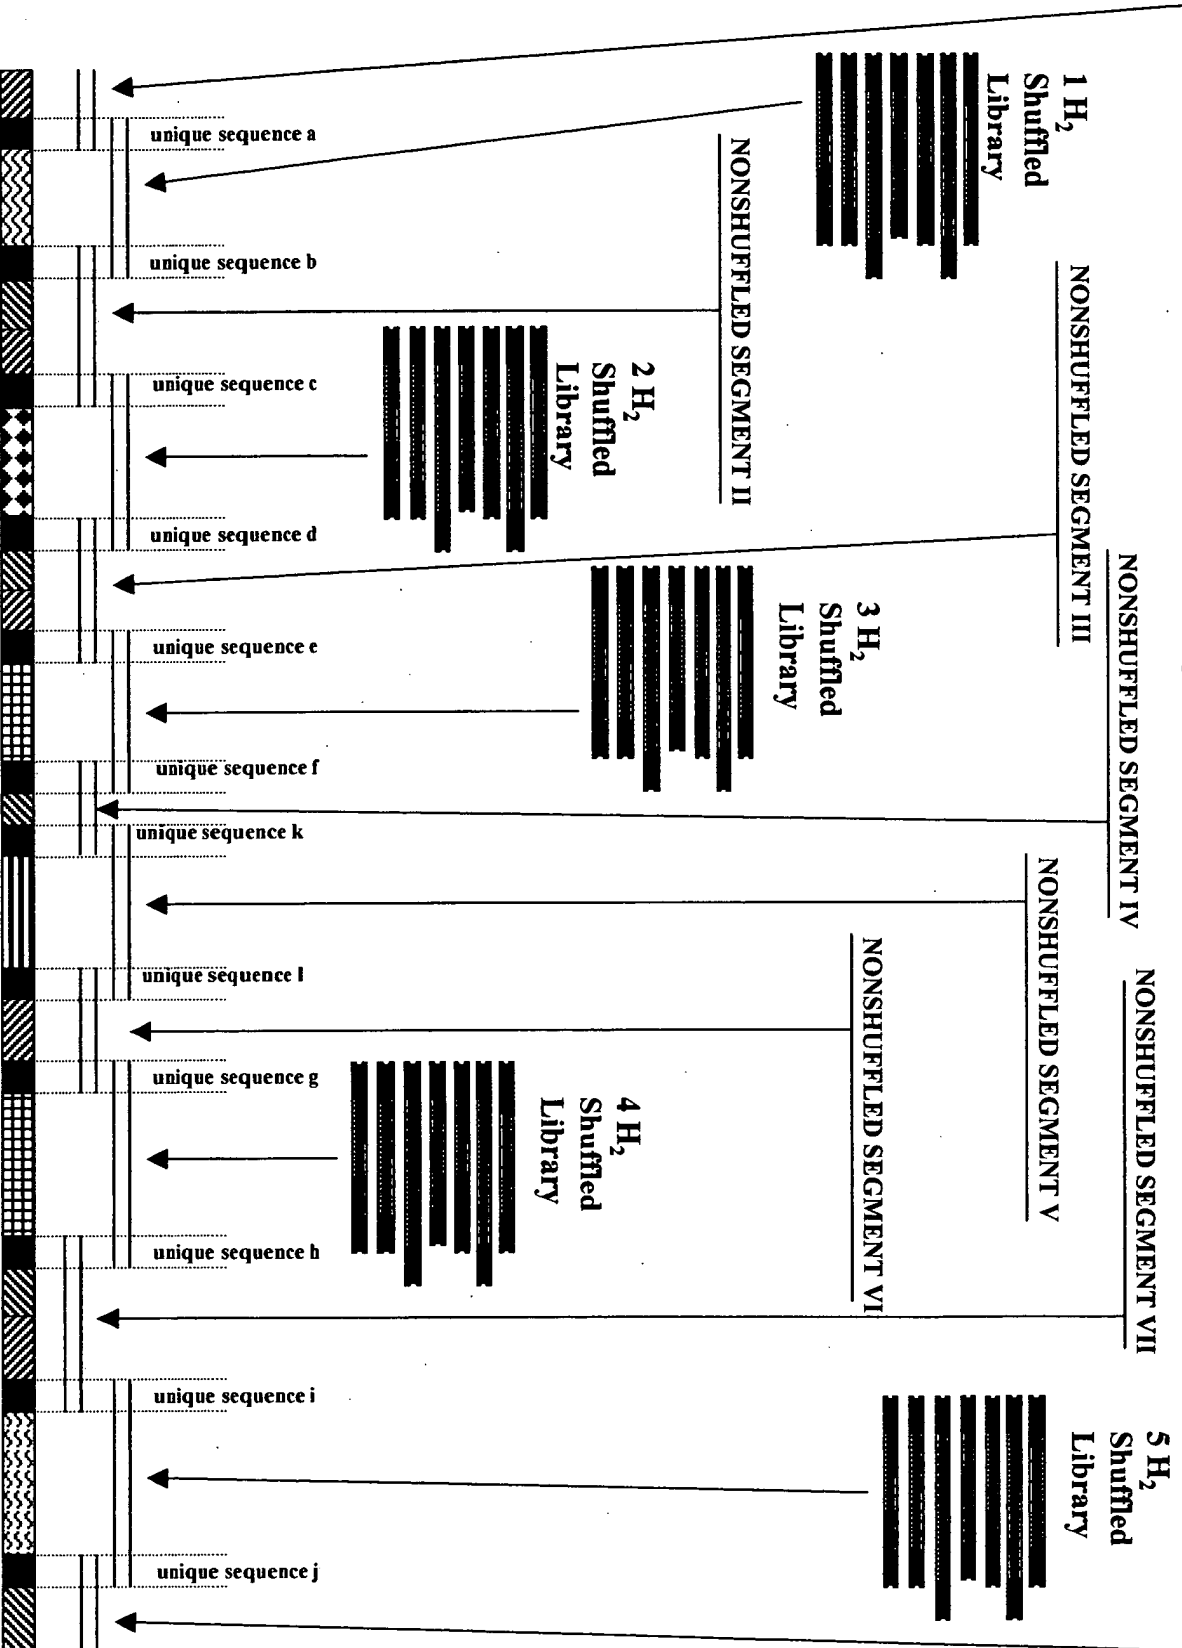 1 H2
Shuffled
Library
unique sequence a
NONSHUFFLED SEGMENT II
unique sequence b
NONSHUFFLED SEGMENT III
2 H2
Shuffled
Library
unique sequence c
unique sequence d
NONSHUFFLED SEGMENT IV
3 H2
Shuffled
Library
unique sequence e
unique sequence f
unique sequence k
NONSHUFFLED SEGMENT V
NONSHUFFLED SEGMENT VI
unique sequence l
NONSHUFFLED SEGMENT VII
unique sequence g
4 H2
Shuffled
Library
unique sequence h
unique sequence i
5 H2
Shuffled
Library
unique sequence j